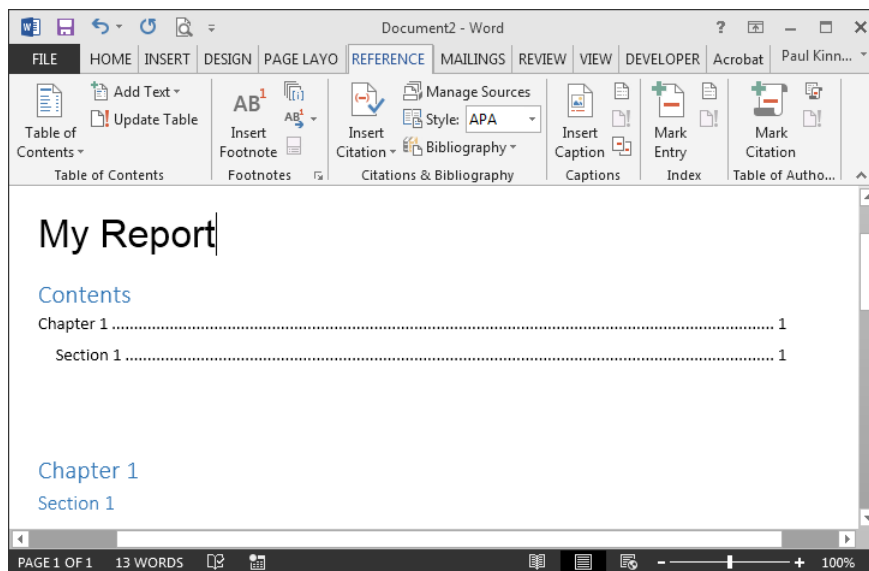 Document2 - Word
FILE HOME INSERT DESIGN PAGE LAYO REFERENCE MAILINGS REVIEW VIEW DEVELOPER Acrobat Paul Kinn...
Table of Contents
Add Text
Update Table
Table of Contents
AB1
Insert Footnote
Footnotes
Insert Citation
Manage Sources
Style: APA
Bibliography
Citations & Bibliography
Insert Caption
Captions
Mark Entry
Index
Mark Citation
Table of Autho...
My Report
Contents
Chapter 1 ........ 1
Section 1 ........ 1
Chapter 1
Section 1
PAGE 1 OF 1 13 WORDS 100%